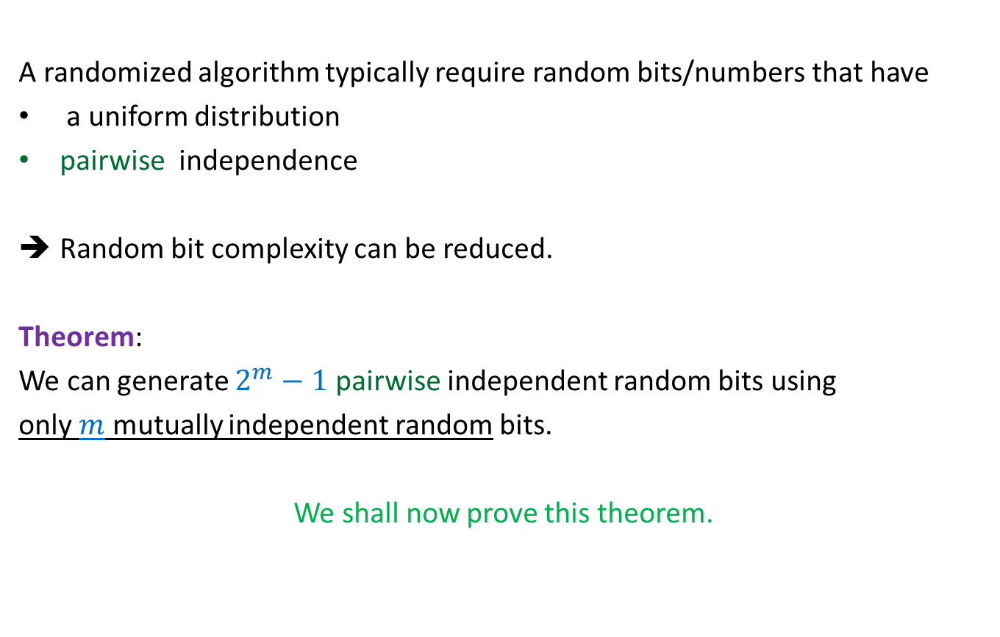 A randomized algorithm typically require random bits/numbers that have
• a uniform distribution
• pairwise independence
➔ Random bit complexity can be reduced.
Theorem:
We can generate 2^m − 1 pairwise independent random bits using
only m mutually independent random bits.
We shall now prove this theorem.